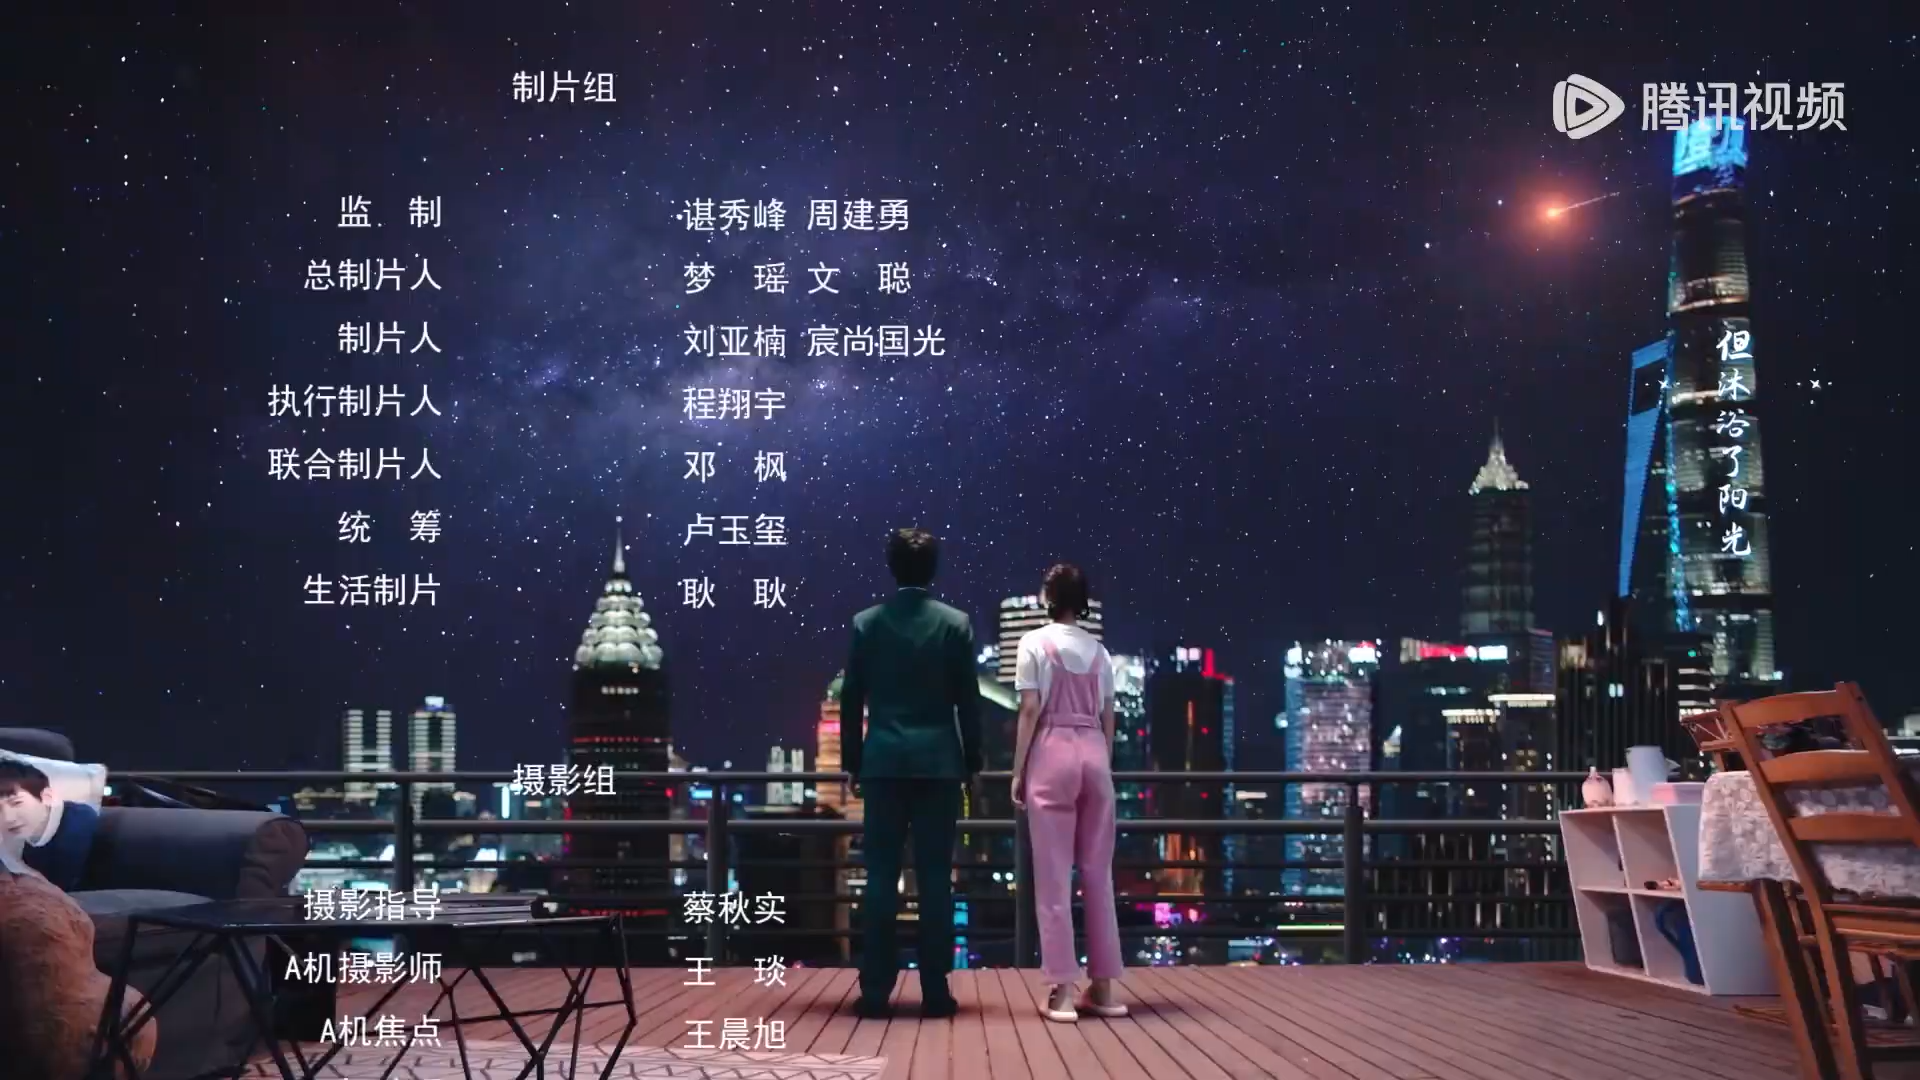 制片组
腾讯视频
监 制 谌秀峰 周建勇
总制片人 梦 瑶 文 聪
制片人 刘亚楠 宸尚国光
执行制片人 程翔宇
联合制片人 邓 枫
统 筹 卢玉玺
生活制片 耿 耿
但沐浴了阳光
摄影组
摄影指导 蔡秋实
A机摄影师 王 琰
A机焦点 王晨旭